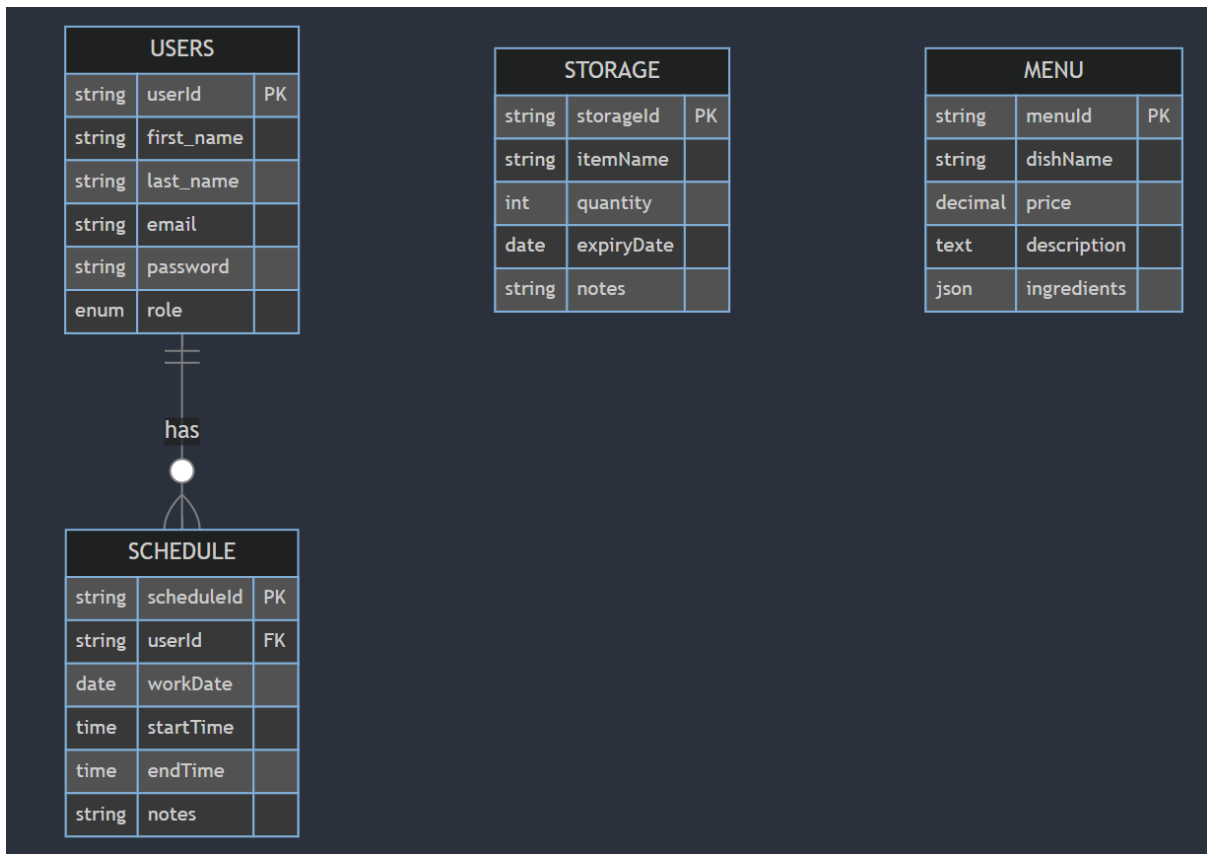 USERS
string userId PK
string first_name
string last_name
string email
string password
enum role
has
SCHEDULE
string scheduleId PK
string userId FK
date workDate
time startTime
time endTime
string notes
STORAGE
string storageId PK
string itemName
int quantity
date expiryDate
string notes
MENU
string menuId PK
string dishName
decimal price
text description
json ingredients